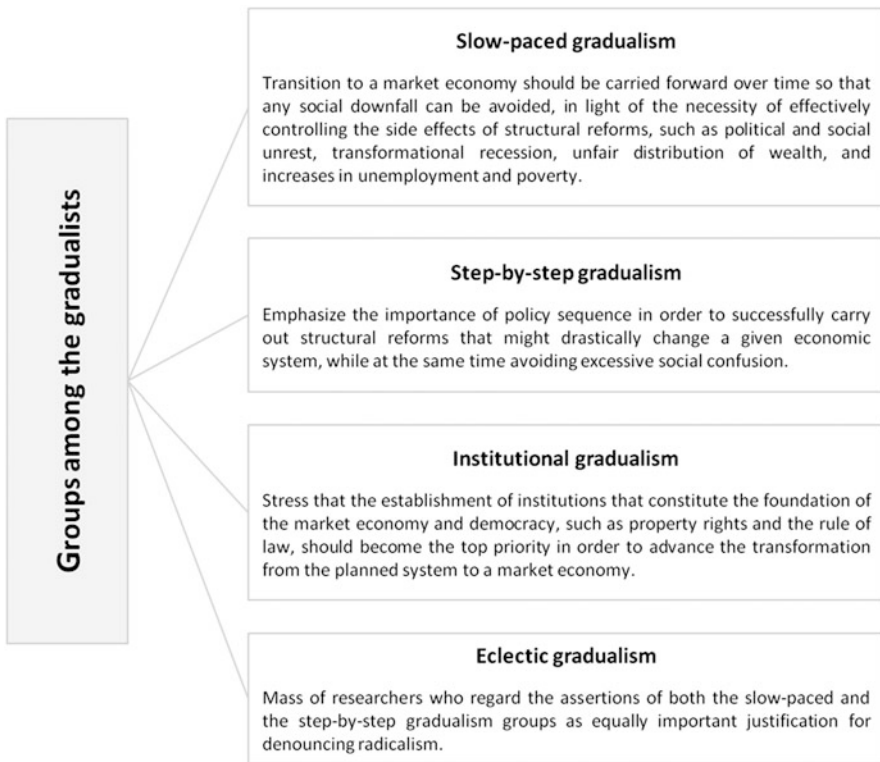 Groups among the gradualists
Slow-paced gradualism
Transition to a market economy should be carried forward over time so that
any social downfall can be avoided, in light of the necessity of effectively
controlling the side effects of structural reforms, such as political and social
unrest, transformational recession, unfair distribution of wealth, and
increases in unemployment and poverty.
Step-by-step gradualism
Emphasize the importance of policy sequence in order to successfully carry
out structural reforms that might drastically change a given economic
system, while at the same time avoiding excessive social confusion.
Institutional gradualism
Stress that the establishment of institutions that constitute the foundation of
the market economy and democracy, such as property rights and the rule of
law, should become the top priority in order to advance the transformation
from the planned system to a market economy.
Eclectic gradualism
Mass of researchers who regard the assertions of both the slow-paced and
the step-by-step gradualism groups as equally important justification for
denouncing radicalism.